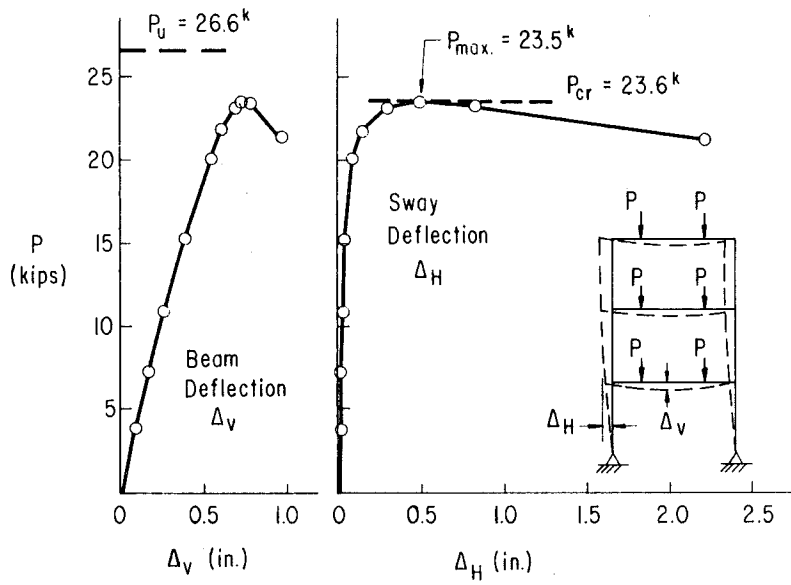 P_u = 26.6^k
P_max. = 23.5^k
P_cr = 23.6^k
25
20
15
10
5
P
(kips)
Beam
Deflection
Δ_V
Sway
Deflection
Δ_H
P P
P P
P P
Δ_H Δ_V
0 0.5 1.0
0 0.5 1.0 1.5 2.0 2.5
Δ_V (in.)
Δ_H (in.)